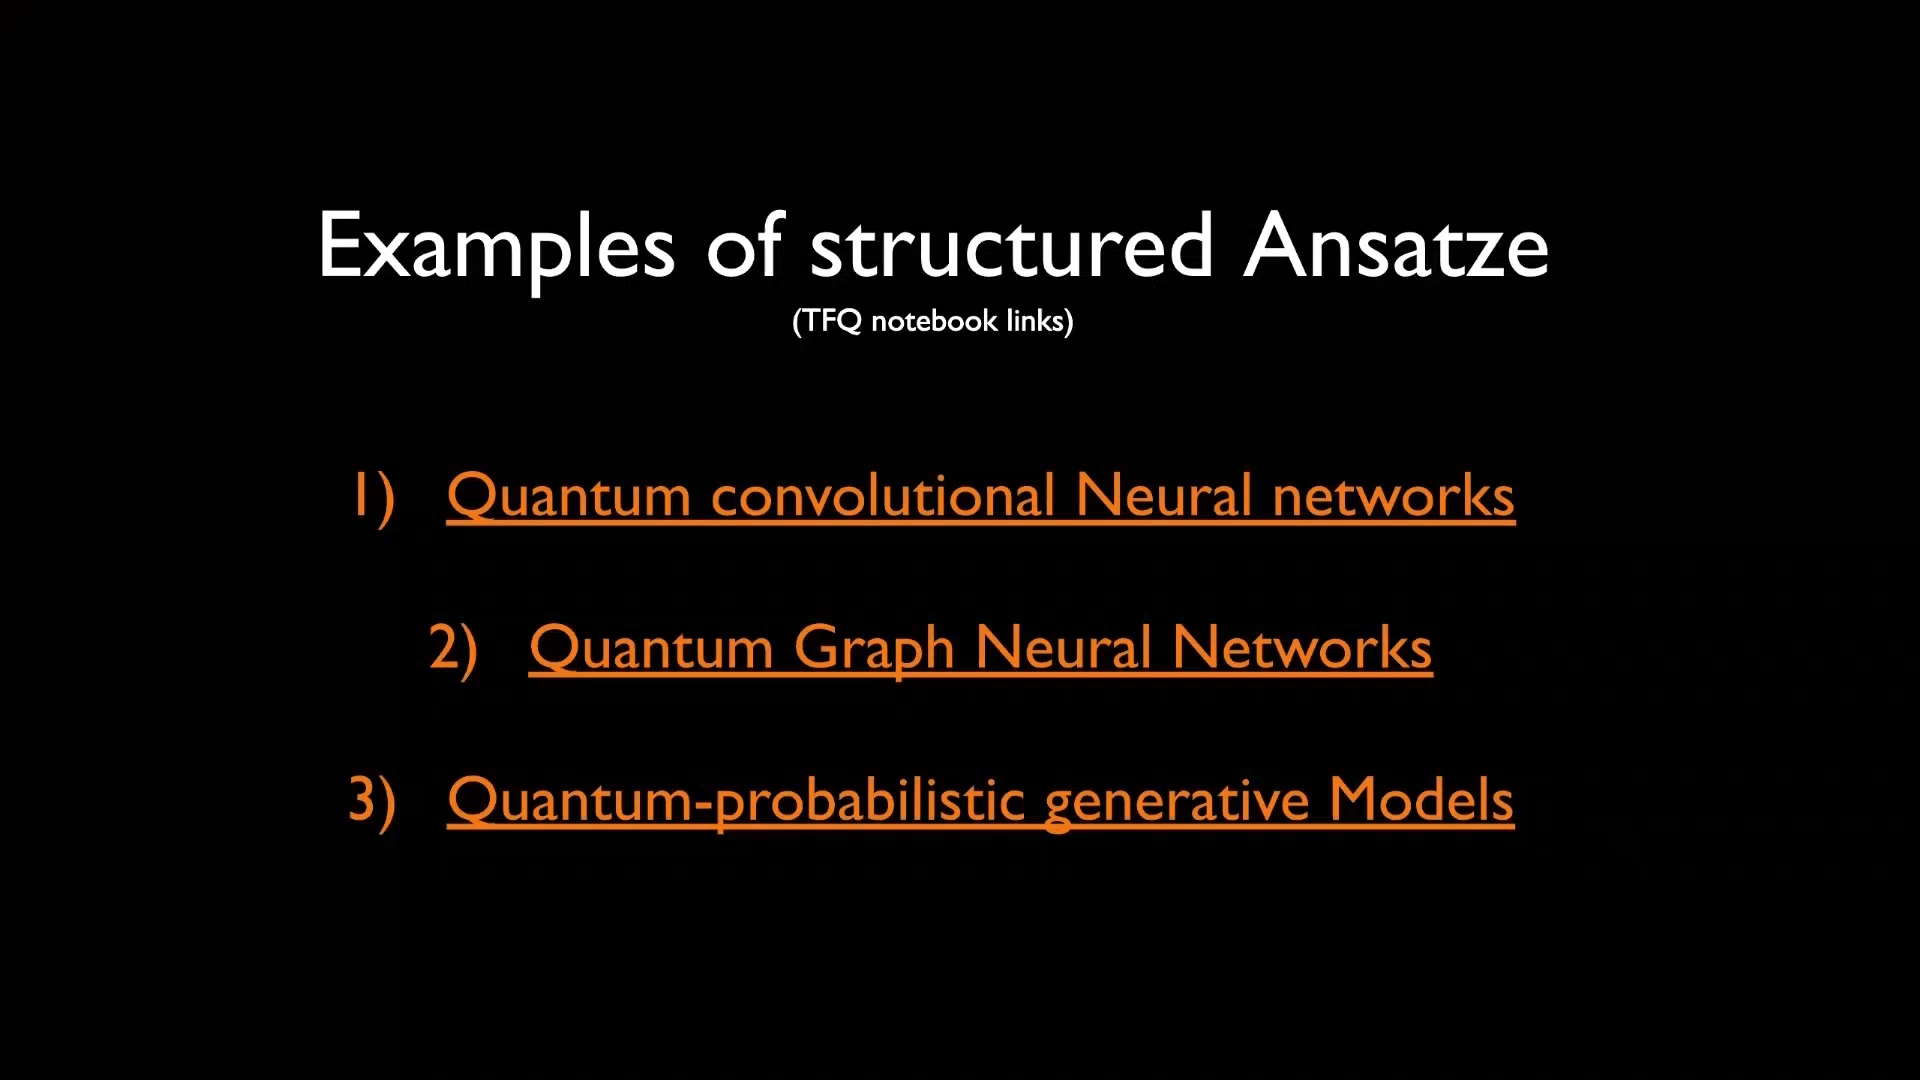 Examples of structured Ansatze
(TFQ notebook links)
1) Quantum convolutional Neural networks
2) Quantum Graph Neural Networks
3) Quantum-probabilistic generative Models